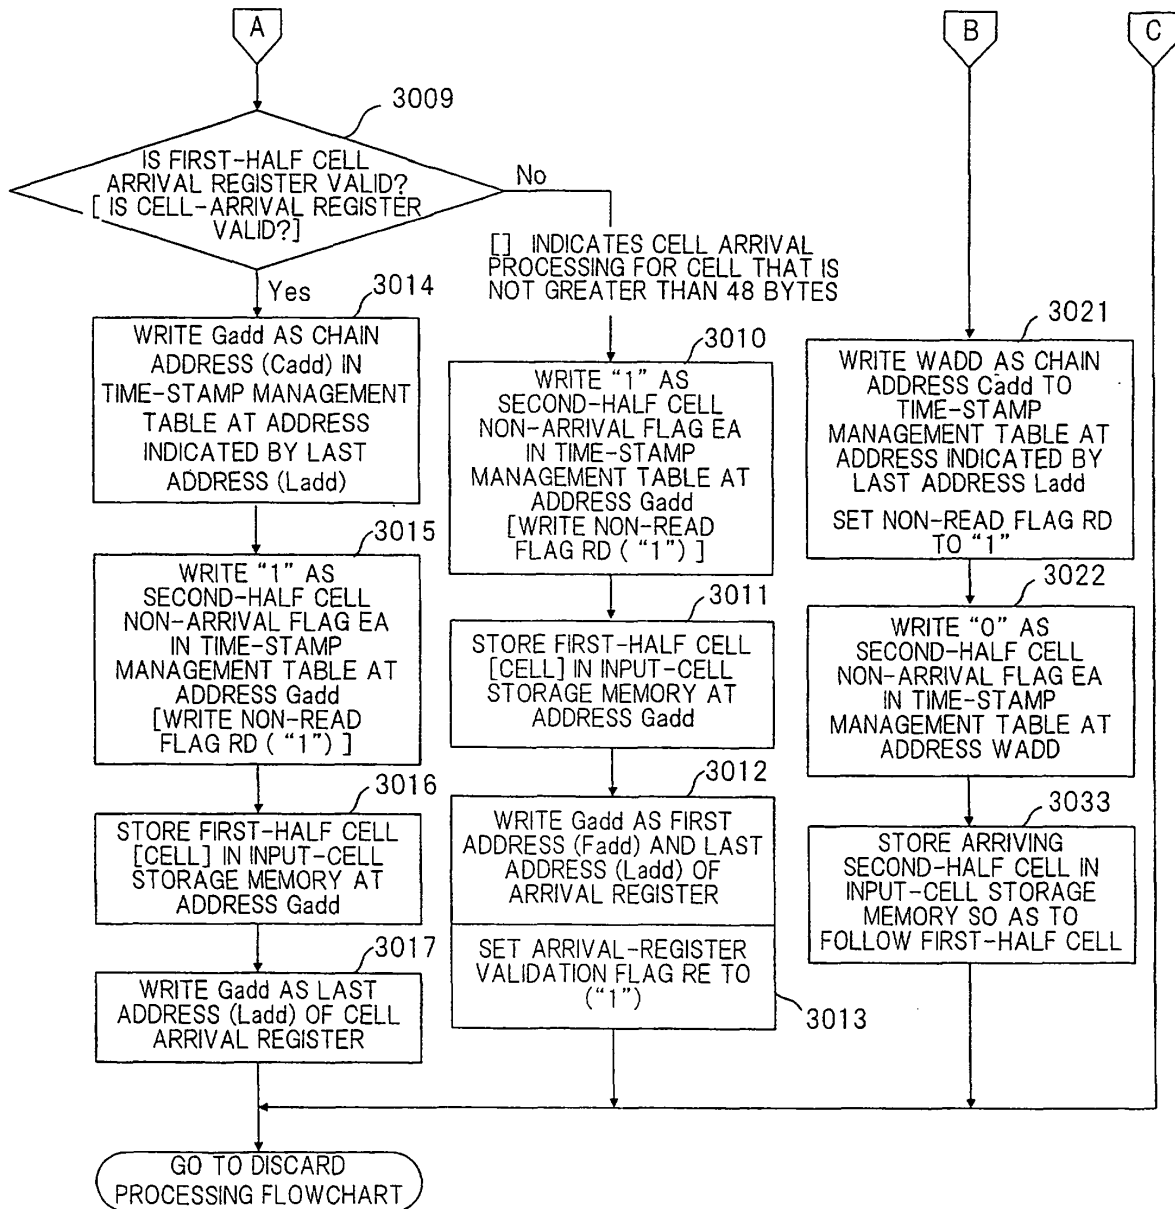 A
B
C
3009
IS FIRST-HALF CELL
ARRIVAL REGISTER VALID?
[ IS CELL-ARRIVAL REGISTER
VALID?]
No
Yes
[] INDICATES CELL ARRIVAL
PROCESSING FOR CELL THAT IS
NOT GREATER THAN 48 BYTES
3014
WRITE Gadd AS CHAIN
ADDRESS (Cadd) IN
TIME-STAMP MANAGEMENT
TABLE AT ADDRESS
INDICATED BY LAST
ADDRESS (Ladd)
3015
WRITE "1" AS
SECOND-HALF CELL
NON-ARRIVAL FLAG EA
IN TIME-STAMP
MANAGEMENT TABLE AT
ADDRESS Gadd
[WRITE NON-READ
FLAG RD ( "1") ]
3016
STORE FIRST-HALF CELL
[CELL] IN INPUT-CELL
STORAGE MEMORY AT
ADDRESS Gadd
3017
WRITE Gadd AS LAST
ADDRESS (Ladd) OF CELL
ARRIVAL REGISTER
3010
WRITE "1" AS
SECOND-HALF CELL
NON-ARRIVAL FLAG EA
IN TIME-STAMP
MANAGEMENT TABLE AT
ADDRESS Gadd
[WRITE NON-READ
FLAG RD ( "1") ]
3011
STORE FIRST-HALF CELL
[CELL] IN INPUT-CELL
STORAGE MEMORY AT
ADDRESS Gadd
3012
WRITE Gadd AS FIRST
ADDRESS (Fadd) AND LAST
ADDRESS (Ladd) OF
ARRIVAL REGISTER
SET ARRIVAL-REGISTER
VALIDATION FLAG RE TO
("1")
3013
3021
WRITE WADD AS CHAIN
ADDRESS Cadd TO
TIME-STAMP
MANAGEMENT TABLE AT
ADDRESS INDICATED BY
LAST ADDRESS Ladd
SET NON-READ FLAG RD
TO "1"
3022
WRITE "0" AS
SECOND-HALF CELL
NON-ARRIVAL FLAG EA
IN TIME-STAMP
MANAGEMENT TABLE AT
ADDRESS WADD
3033
STORE ARRIVING
SECOND-HALF CELL IN
INPUT-CELL STORAGE
MEMORY SO AS TO
FOLLOW FIRST-HALF CELL
GO TO DISCARD
PROCESSING FLOWCHART